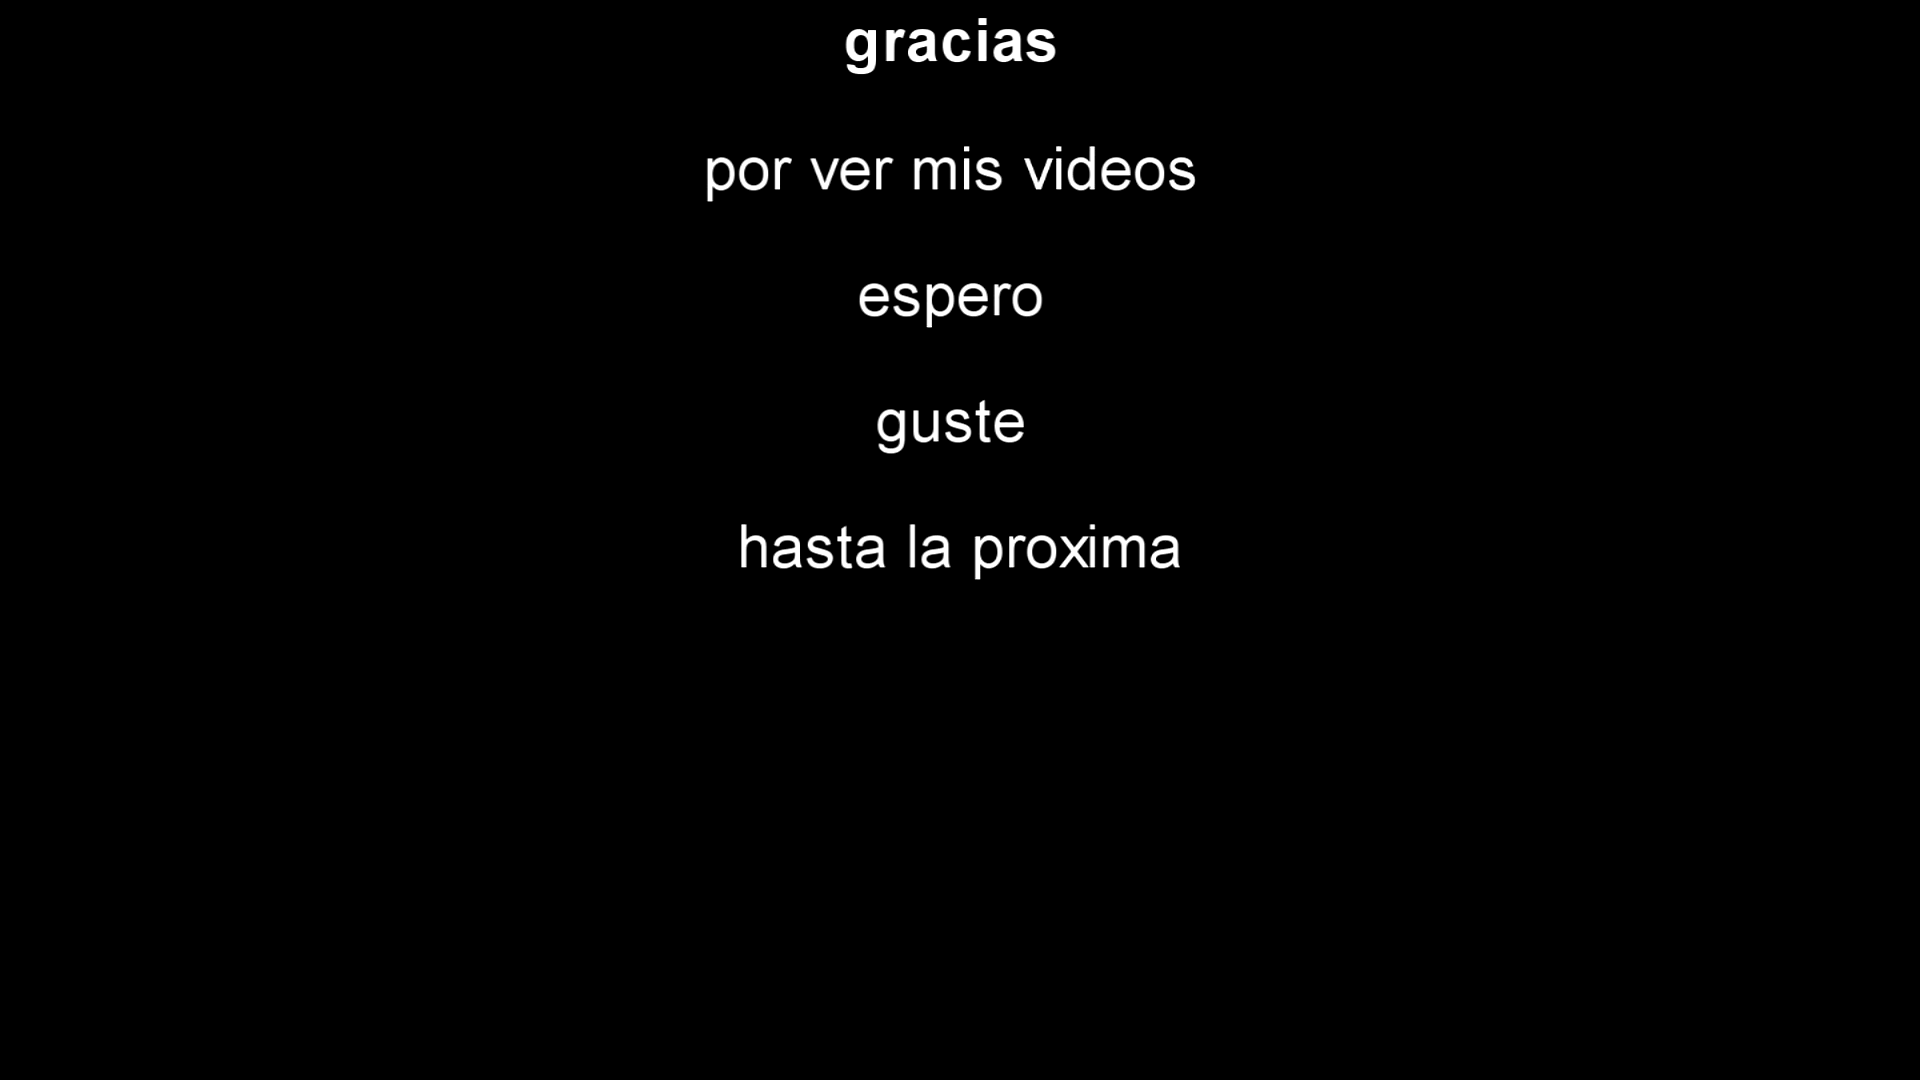 gracias
por ver mis videos
espero
guste
hasta la proxima